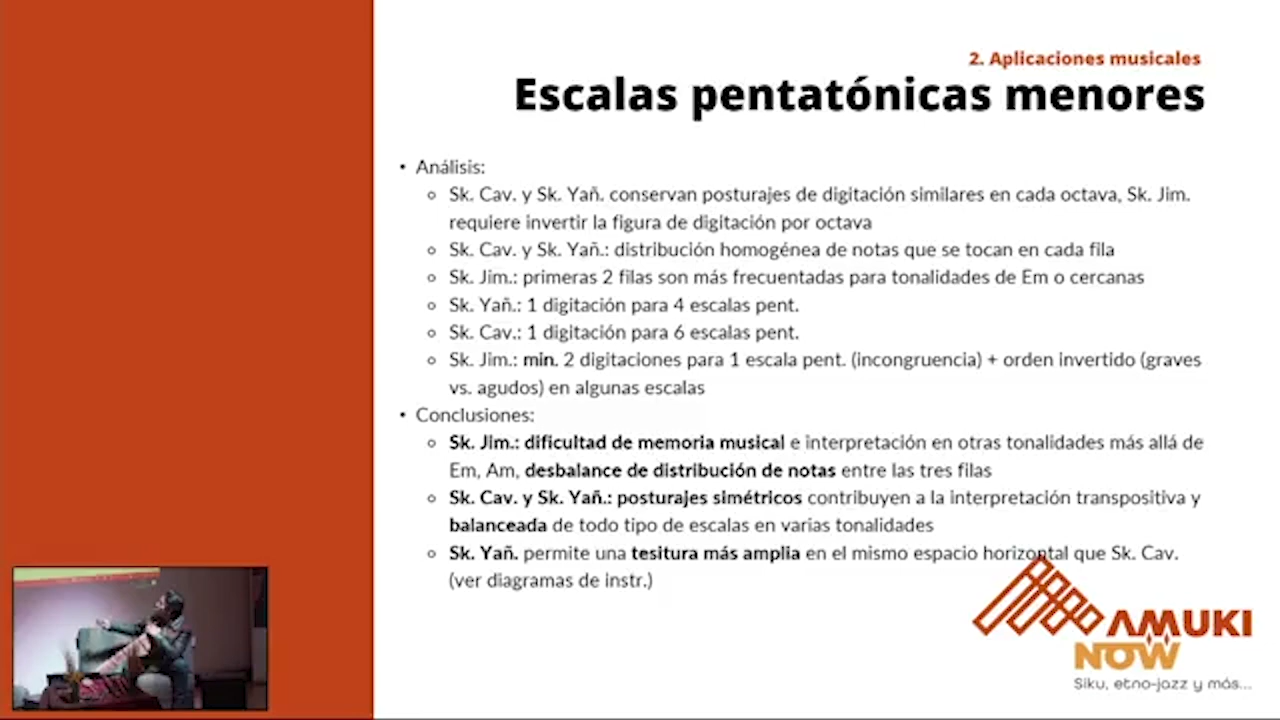 2. Aplicaciones musicales
Escalas pentatónicas menores
• Análisis:
○ Sk. Cav. y Sk. Yañ. conservan posturajes de digitación similares en cada octava, Sk. Jim.
requiere invertir la figura de digitación por octava
○ Sk. Cav. y Sk. Yañ.: distribución homogénea de notas que se tocan en cada fila
○ Sk. Jim.: primeras 2 filas son más frecuentadas para tonalidades de Em o cercanas
○ Sk. Yañ.: 1 digitación para 4 escalas pent.
○ Sk. Cav.: 1 digitación para 6 escalas pent.
○ Sk. Jim.: min. 2 digitaciones para 1 escala pent. (incongruencia) + orden invertido (graves
vs. agudos) en algunas escalas
• Conclusiones:
○ Sk. Jim.: dificultad de memoria musical e interpretación en otras tonalidades más allá de
Em, Am, desbalance de distribución de notas entre las tres filas
○ Sk. Cav. y Sk. Yañ.: posturajes simétricos contribuyen a la interpretación transpositiva y
balanceada de todo tipo de escalas en varias tonalidades
○ Sk. Yañ. permite una tesitura más amplia en el mismo espacio horizontal que Sk. Cav.
(ver diagramas de instr.)
AMUKI
NOW
Siku, etno-jazz y más...